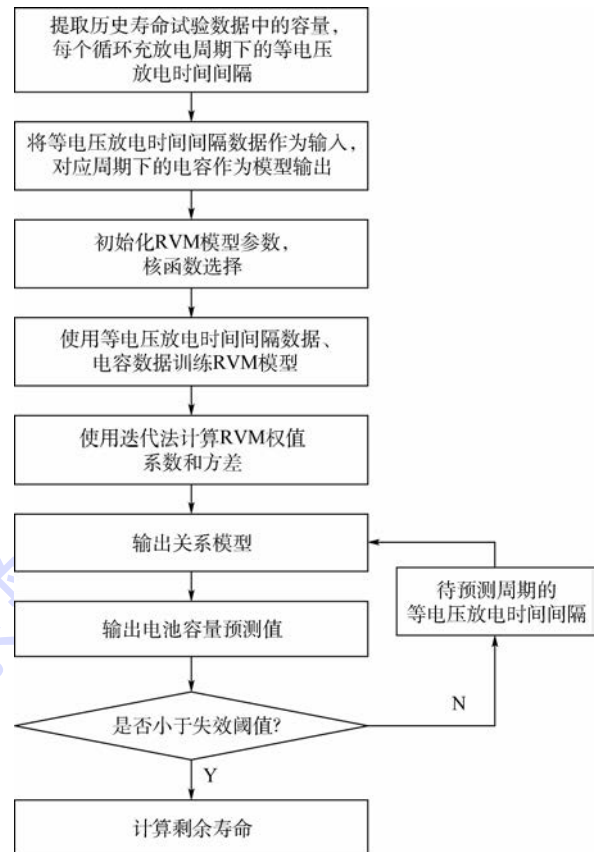 提取历史寿命试验数据中的容量，
每个循环充放电周期下的等电压
放电时间间隔
将等电压放电时间间隔数据作为输入，
对应周期下的电容作为模型输出
初始化RVM模型参数，
核函数选择
使用等电压放电时间间隔数据、
电容数据训练RVM模型
使用迭代法计算RVM权值
系数和方差
输出关系模型
待预测周期的
等电压放电时间间隔
输出电池容量预测值
是否小于失效阈值?
N
Y
计算剩余寿命